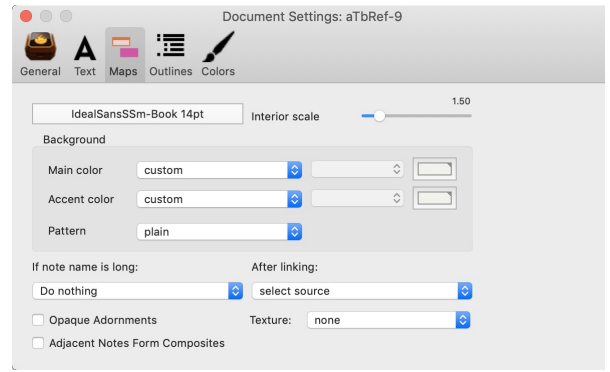 Document Settings: aTbRef-9
General Text Maps Outlines Colors
IdealSansSSm-Book 14pt
Interior scale
1.50
Background
Main color custom
Accent color custom
Pattern plain
If note name is long: After linking:
Do nothing select source
Opaque Adornments Texture: none
Adjacent Notes Form Composites